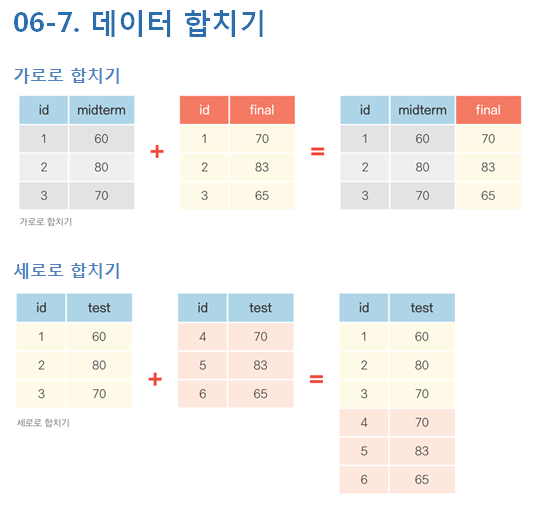 06-7. 데이터 합치기
가로로 합치기
id midterm id final id midterm final
1 60 1 70 1 60 70
+ =
2 80 2 83 2 80 83
3 70 3 65 3 70 65
가로로 합치기
세로로 합치기
id test id test id test
1 60 4 70 1 60
2 80 5 83 2 80
+ =
3 70 6 65 3 70
세로로 합치기
4 70
5 83
6 65